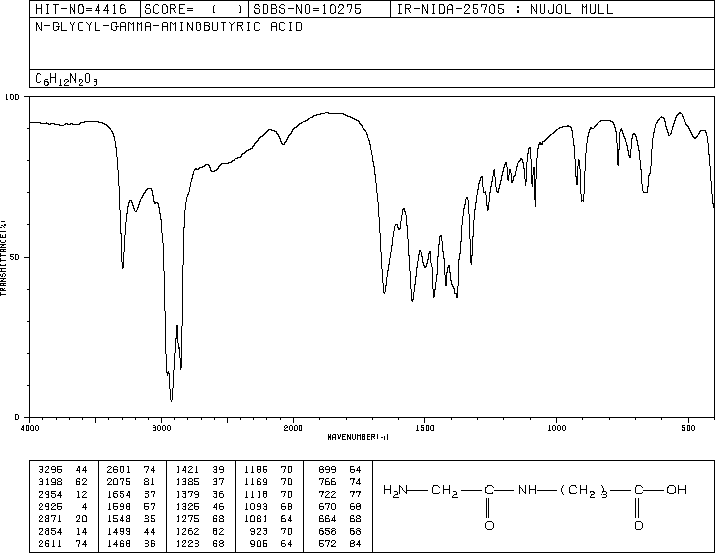 HIT-NO=4416 SCORE= ( ) SDBS-NO=10275 IR-NIDA-25705 : NUJOL MULL
N-GLYCYL-GAMMA-AMINOBUTYRIC ACID
C6H12N2O3
100
50
0
TRANSMITTANCE(%)
4000 3000 2000 1500 1000 500
WAVENUMBER(-1)
3295 44 2601 74 1421 39 1186 70 899 64
3198 62 2075 81 1385 37 1169 70 766 74
2954 12 1654 37 1379 36 1118 70 722 77
2925 4 1598 57 1325 46 1093 68 670 68
2871 20 1548 35 1275 68 1081 64 664 68
2854 14 1499 44 1262 62 923 70 658 68
2611 74 1468 36 1223 68 906 64 572 84
H2N CH2 C NH (CH2)3 C OH
O O